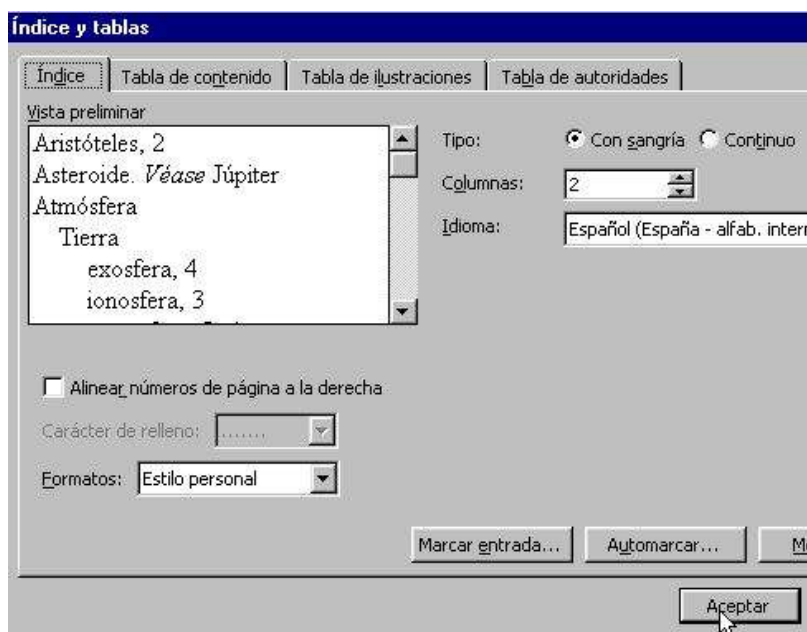 Índice y tablas
Índice Tabla de contenido Tabla de ilustraciones Tabla de autoridades
Vista preliminar
Aristóteles, 2
Asteroide. Véase Júpiter
Atmósfera
Tierra
exosfera, 4
ionosfera, 3
Tipo: Con sangría Continuo
Columnas: 2
Idioma: Español (España - alfab. intern
Alinear números de página a la derecha
Carácter de relleno: .......
Formatos: Estilo personal
Marcar entrada... Automarcar...
Aceptar